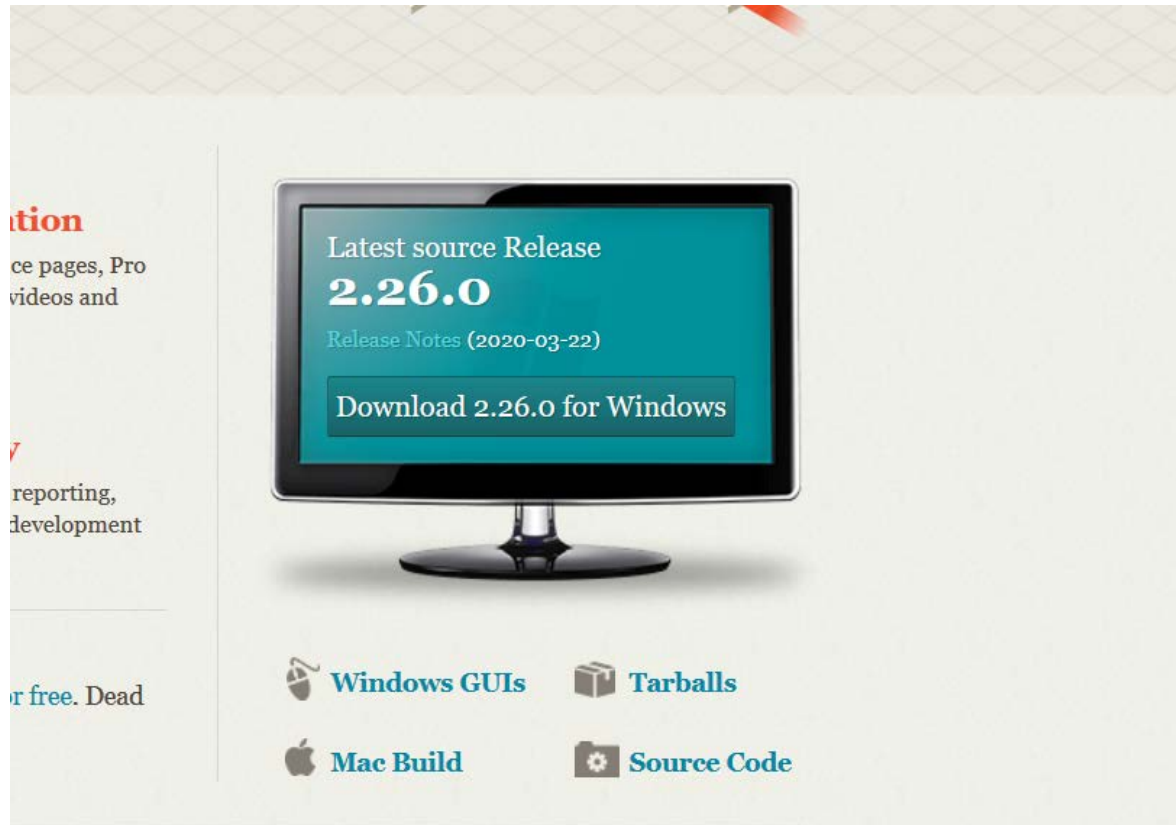 tion
ce pages, Pro
videos and
y
reporting,
development
r free. Dead
Latest source Release
2.26.0
Release Notes (2020-03-22)
Download 2.26.0 for Windows
Windows GUIs
Tarballs
Mac Build
Source Code